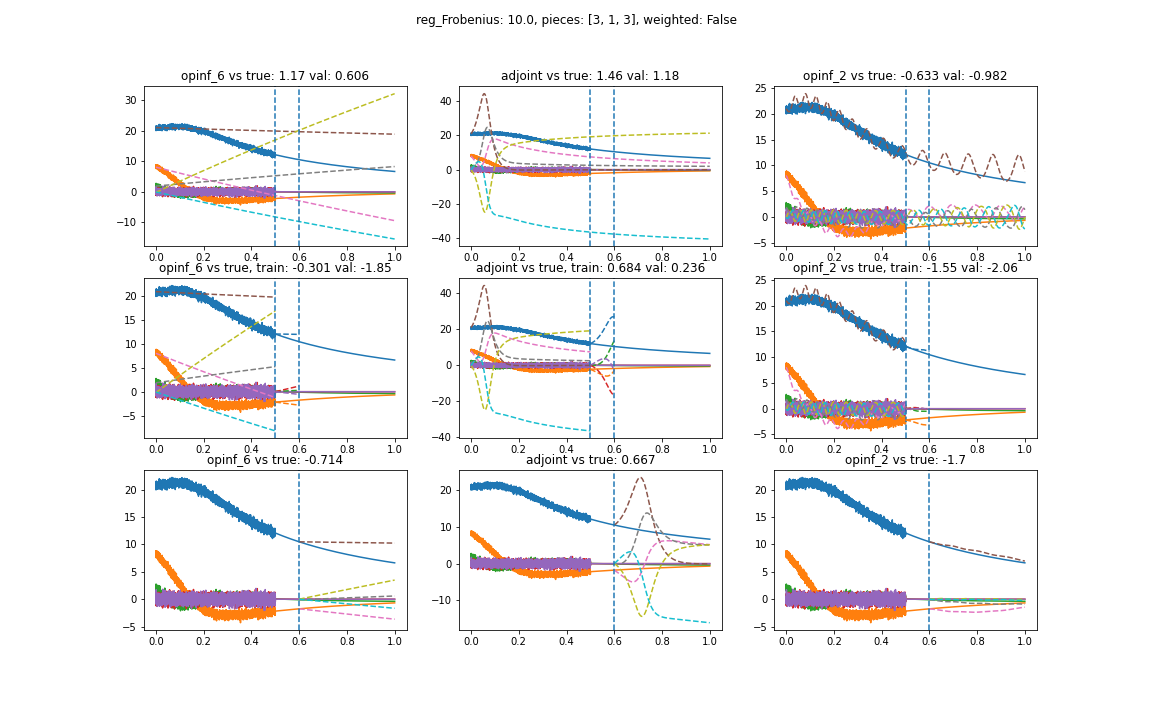 reg_Frobenius: 10.0, pieces: [3, 1, 3], weighted: False
opinf_6 vs true: 1.17 val: 0.606
adjoint vs true: 1.46 val: 1.18
opinf_2 vs true: -0.633 val: -0.982
30
20
10
0
−10
0.0 0.2 0.4 0.6 0.8 1.0
40
20
0
−20
−40
0.0 0.2 0.4 0.6 0.8 1.0
25
20
15
10
5
0
−5
0.0 0.2 0.4 0.6 0.8 1.0
opinf_6 vs true, train: -0.301 val: -1.85
adjoint vs true, train: 0.684 val: 0.236
opinf_2 vs true, train: -1.55 val: -2.06
20
15
10
5
0
−5
0.0 0.2 0.4 0.6 0.8 1.0
40
20
0
−20
−40
0.0 0.2 0.4 0.6 0.8 1.0
25
20
15
10
5
0
−5
0.0 0.2 0.4 0.6 0.8 1.0
opinf_6 vs true: -0.714
adjoint vs true: 0.667
opinf_2 vs true: -1.7
20
15
10
5
0
−5
0.0 0.2 0.4 0.6 0.8 1.0
20
10
0
−10
0.0 0.2 0.4 0.6 0.8 1.0
20
15
10
5
0
−5
0.0 0.2 0.4 0.6 0.8 1.0